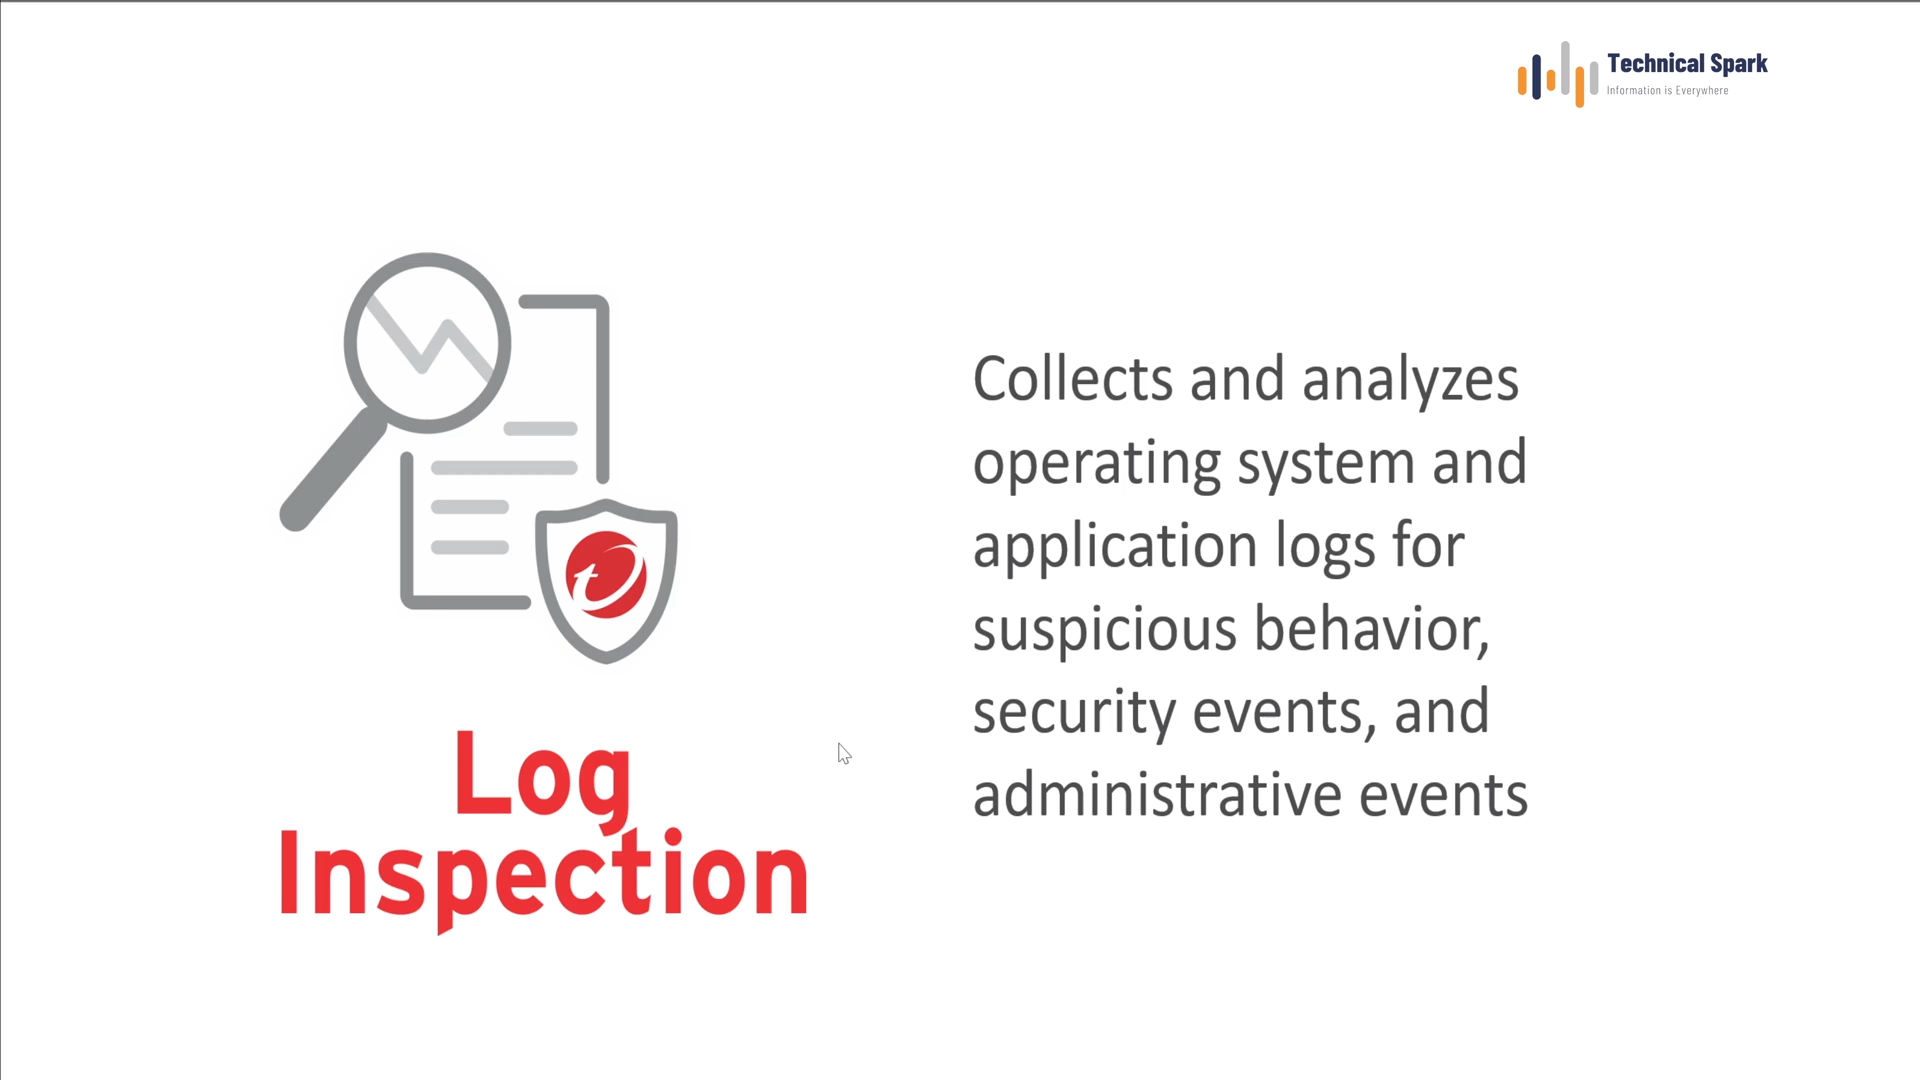 Technical Spark
Information is Everywhere
Log
Inspection
Collects and analyzes
operating system and
application logs for
suspicious behavior,
security events, and
administrative events